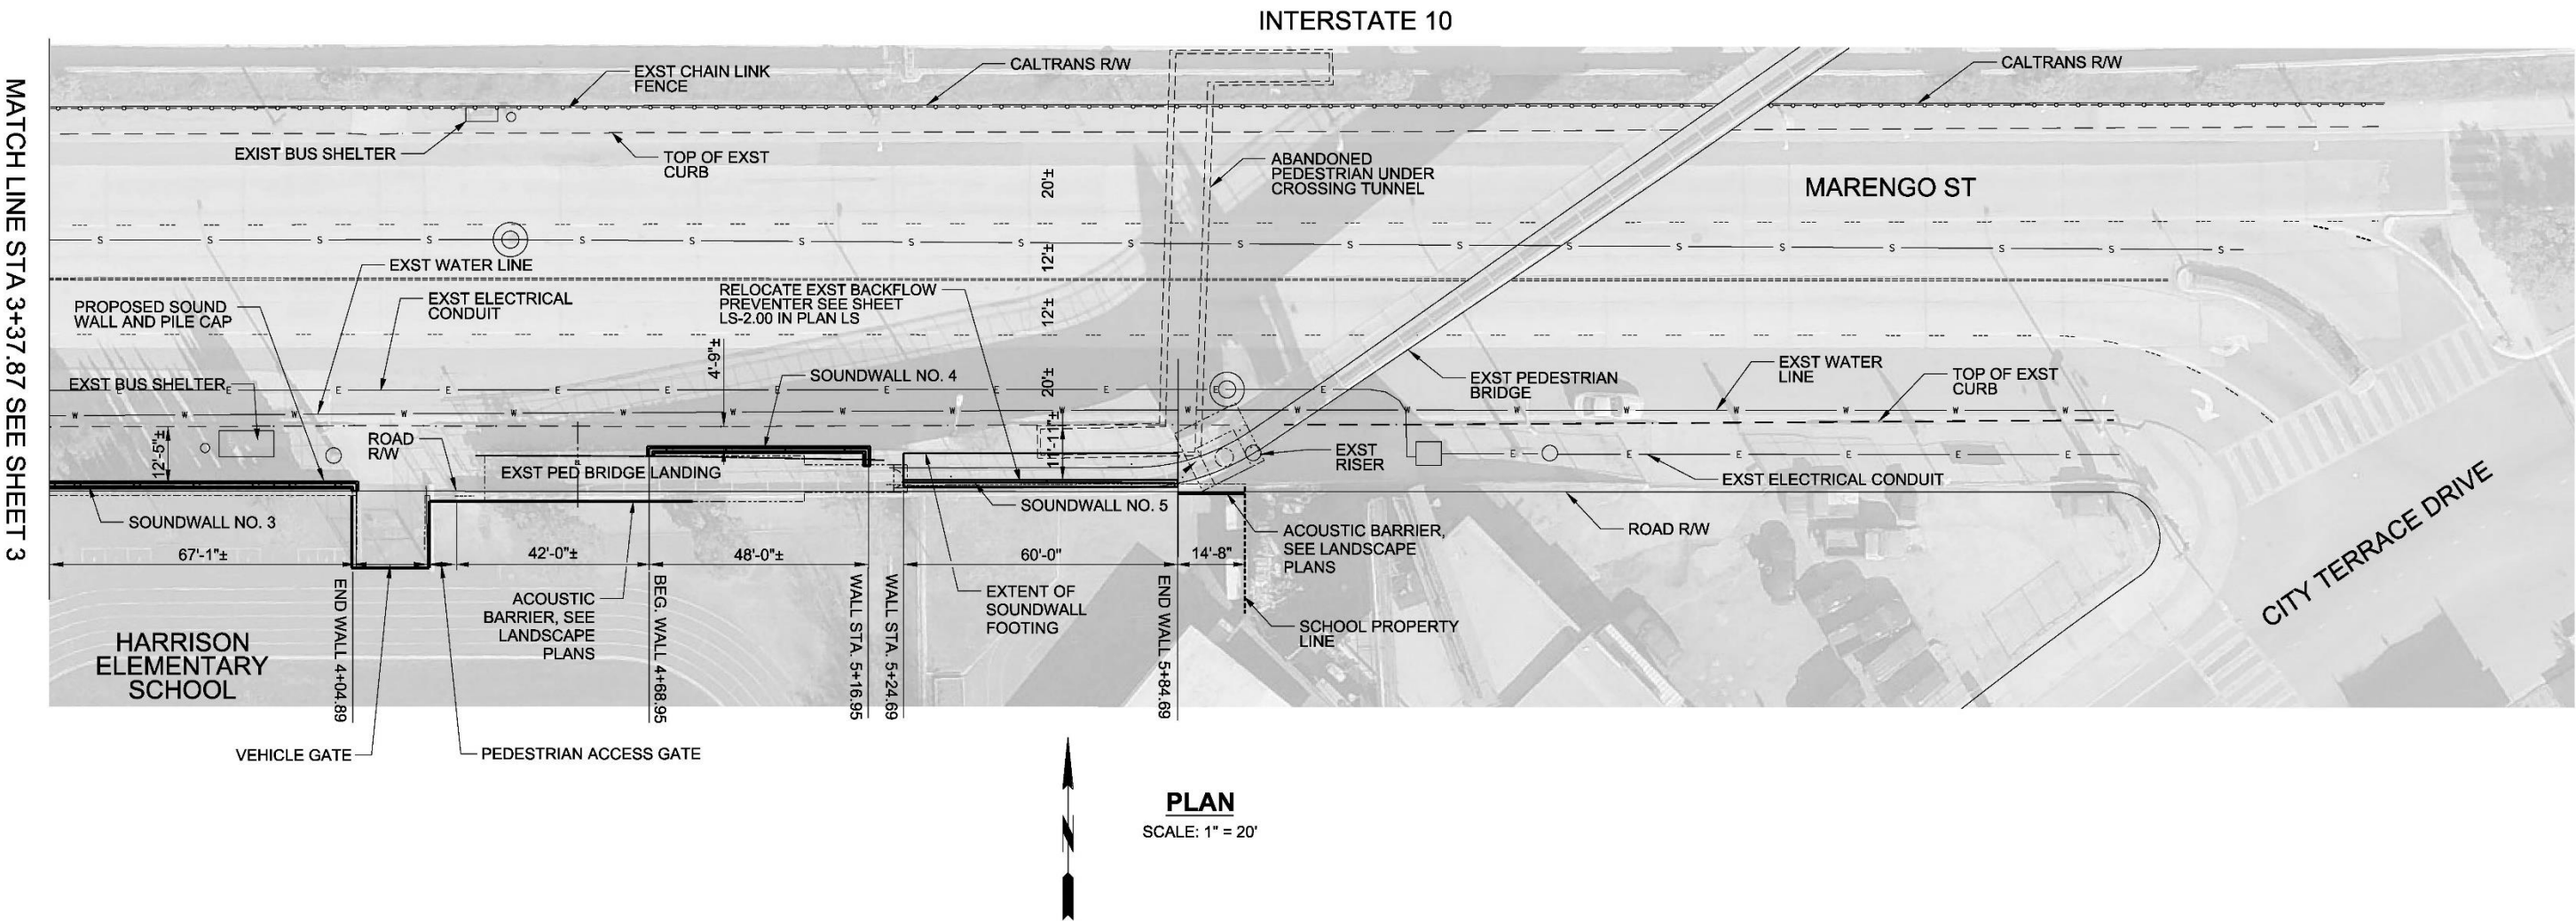 INTERSTATE 10
MATCH LINE STA 3+37.87 SEE SHEET 3
EXST CHAIN LINK
FENCE
CALTRANS R/W
CALTRANS R/W
EXIST BUS SHELTER
TOP OF EXST
CURB
20'±
ABANDONED
PEDESTRIAN UNDER
CROSSING TUNNEL
MARENGO ST
S S S S S S S S S S S S S S S S S S S S
12'±
EXST WATER LINE
PROPOSED SOUND
WALL AND PILE CAP
EXST ELECTRICAL
CONDUIT
RELOCATE EXST BACKFLOW
PREVENTER SEE SHEET
LS-2.00 IN PLAN LS
12'±
4'-9"±
EXST BUS SHELTER
E E E E E E E E E E E E
SOUNDWALL NO. 4
20'±
EXST PEDESTRIAN
BRIDGE
EXST WATER
LINE
TOP OF EXST
CURB
W W W W W W W W W W W W W W W W W W W
12'-5"±
ROAD
R/W
EXST PED BRIDGE LANDING
11'-11"±
EXST
RISER
E E E E E E
EXST ELECTRICAL CONDUIT
SOUNDWALL NO. 3
SOUNDWALL NO. 5
ACOUSTIC BARRIER,
SEE LANDSCAPE
PLANS
ROAD R/W
CITY TERRACE DRIVE
67'-1"±
42'-0"±
48'-0"±
60'-0"
14'-8"
HARRISON
ELEMENTARY
SCHOOL
END WALL 4+04.89
ACOUSTIC
BARRIER, SEE
LANDSCAPE
PLANS
BEG. WALL 4+68.95
WALL STA. 5+16.95
WALL STA. 5+24.69
EXTENT OF
SOUNDWALL
FOOTING
END WALL 5+84.69
SCHOOL PROPERTY
LINE
VEHICLE GATE
PEDESTRIAN ACCESS GATE
N
PLAN
SCALE: 1" = 20'